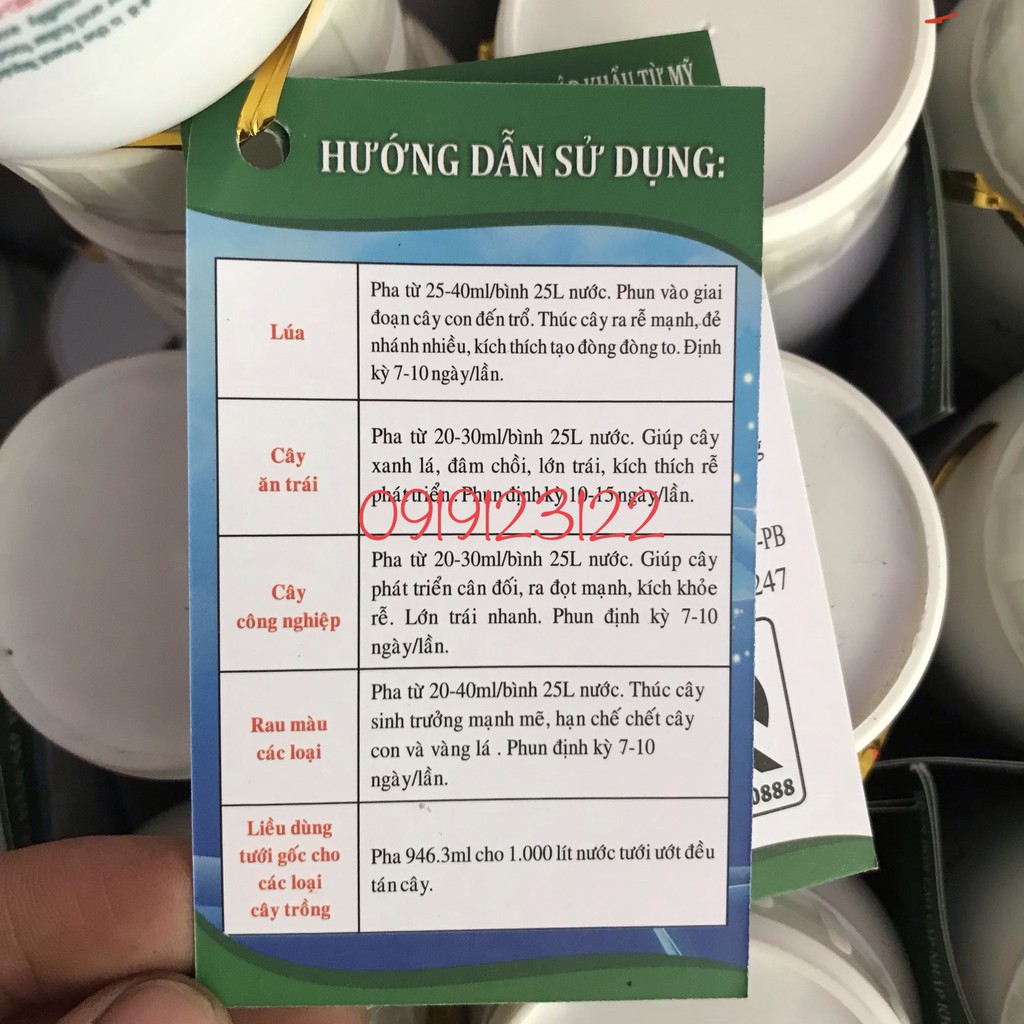 KHẨU TỪ MỸ
HƯỚNG DẪN SỬ DỤNG:
Lúa
Pha từ 25-40ml/bình 25L nước. Phun vào giai
đoạn cây con đến trổ. Thúc cây ra rễ mạnh, đẻ
nhánh nhiều, kích thích tạo đòng đòng to. Định
kỳ 7-10 ngày/lần.
Cây
ăn trái
Pha từ 20-30ml/bình 25L nước. Giúp cây
xanh lá, đâm chồi, lớn trái, kích thích rễ
phát triển. Phun định kỳ 10-15 ngày/lần.
0919123122
Cây
công nghiệp
Pha từ 20-30ml/bình 25L nước. Giúp cây
phát triển cân đối, ra đọt mạnh, kích khỏe
rễ. Lớn trái nhanh. Phun định kỳ 7-10
ngày/lần.
Rau màu
các loại
Pha từ 20-40ml/bình 25L nước. Thúc cây
sinh trưởng mạnh mẽ, hạn chế chết cây
con và vàng lá . Phun định kỳ 7-10
ngày/lần.
Liều dùng
tưới gốc cho
các loại
cây trồng
Pha 946.3ml cho 1.000 lít nước tưới ướt đều
tán cây.
-PB
247
0888